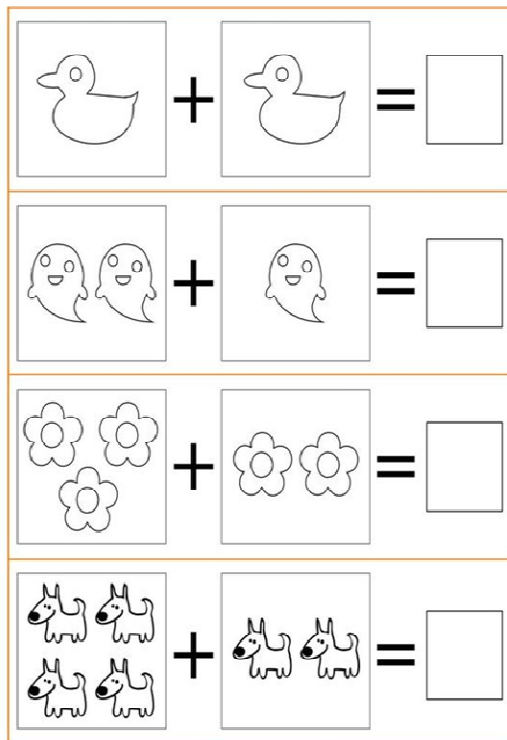 + =
+ =
+ =
+ =